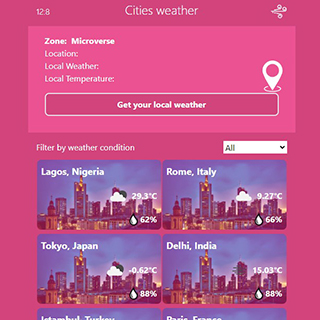 12:8
Cities weather
Zone: Microverse
Location:
Local Weather:
Local Temperature:
Get your local weather
Filter by weather condition
All
Lagos, Nigeria
29.3°C
62%
Rome, Italy
9.27°C
66%
Tokyo, Japan
-0.62°C
88%
Delhi, India
15.03°C
88%
Istanbul, Turkey
Paris, France